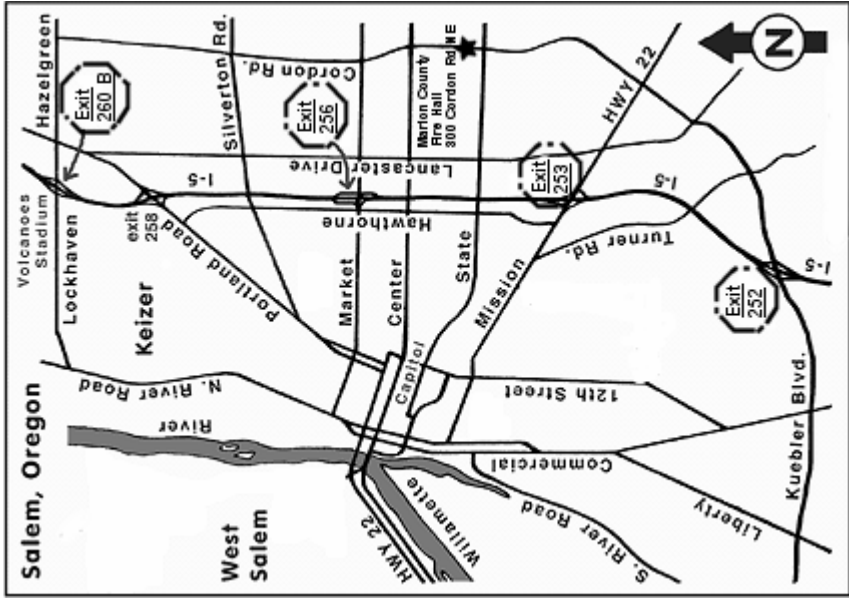 Salem, Oregon
West
Salem
HWY 22
Willamette
River
N. River Road
Keizer
Lockhaven
Volcanoes
Stadium
Hazelgreen
Exit
260 B
exit
258
I-5
Portland Road
Silverton Rd.
Cordon Rd.
Exit
256
Lancaster Drive
Hawthorne
Market
Center
Capitol
State
Mission
Marion County
Fire Hall
300 Cordon Rd NE
HWY 22
Exit
253
I-5
Turner Rd.
12th Street
Commercial
S. River Road
Liberty
Kuebler Blvd.
Exit
252
I-5
N